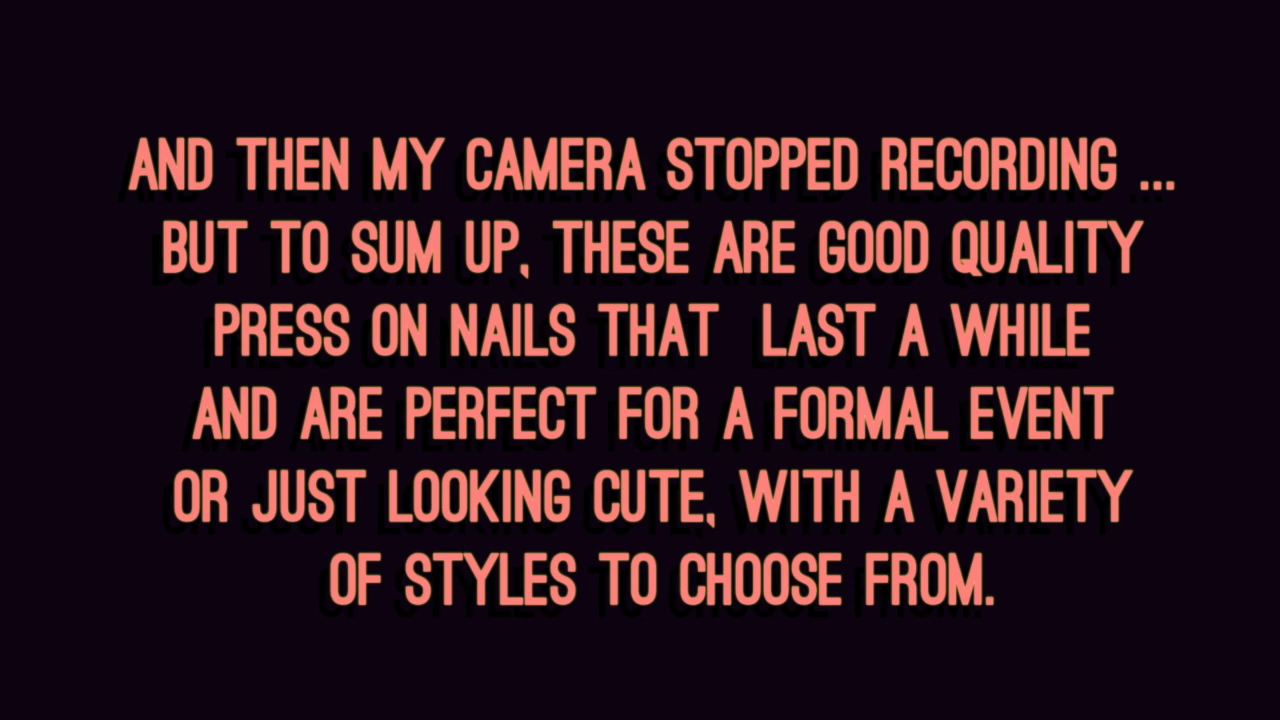 AND THEN MY CAMERA STOPPED RECORDING ...
BUT TO SUM UP, THESE ARE GOOD QUALITY
PRESS ON NAILS THAT  LAST A WHILE
AND ARE PERFECT FOR A FORMAL EVENT
OR JUST LOOKING CUTE, WITH A VARIETY
OF STYLES TO CHOOSE FROM.